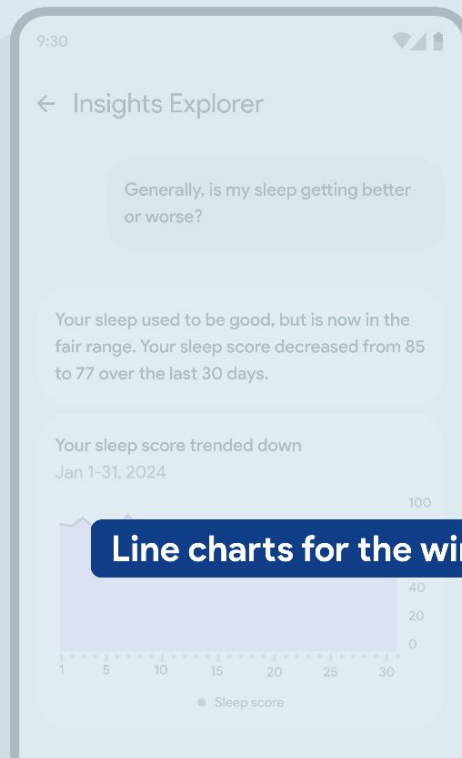 9:30
← Insights Explorer
Generally, is my sleep getting better
or worse?
Your sleep used to be good, but is now in the
fair range. Your sleep score decreased from 85
to 77 over the last 30 days.
Your sleep score trended down
Jan 1-31, 2024
100
Line charts for the
40
20
0
1 5 10 15 20 25 30
Sleep score